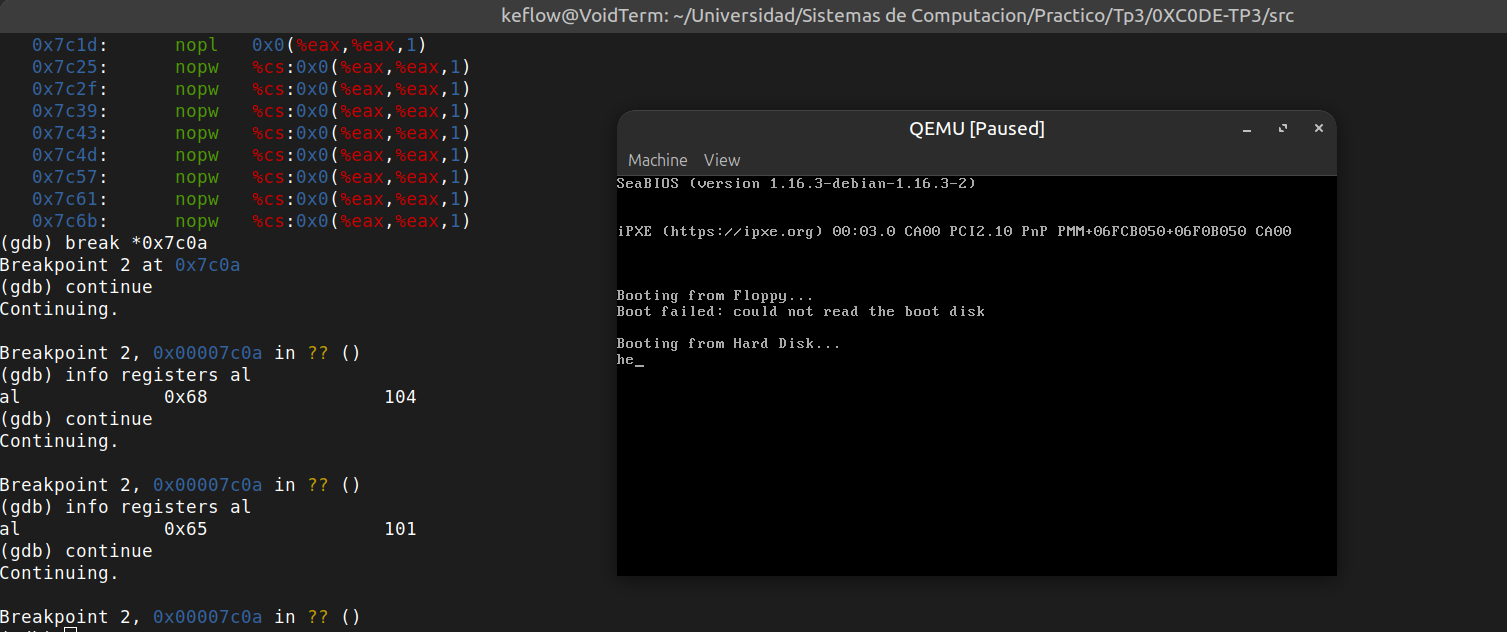 keflow@VoidTerm: ~/Universidad/Sistemas de Computacion/Practico/Tp3/0XC0DE-TP3/src
0x7c1d: nopl 0x0(%eax,%eax,1)
0x7c25: nopw %cs:0x0(%eax,%eax,1)
0x7c2f: nopw %cs:0x0(%eax,%eax,1)
0x7c39: nopw %cs:0x0(%eax,%eax,1)
0x7c43: nopw %cs:0x0(%eax,%eax,1)
0x7c4d: nopw %cs:0x0(%eax,%eax,1)
0x7c57: nopw %cs:0x0(%eax,%eax,1)
0x7c61: nopw %cs:0x0(%eax,%eax,1)
0x7c6b: nopw %cs:0x0(%eax,%eax,1)
(gdb) break *0x7c0a
Breakpoint 2 at 0x7c0a
(gdb) continue
Continuing.
Breakpoint 2, 0x00007c0a in ?? ()
(gdb) info registers al
al 0x68 104
(gdb) continue
Continuing.
Breakpoint 2, 0x00007c0a in ?? ()
(gdb) info registers al
al 0x65 101
(gdb) continue
Continuing.
Breakpoint 2, 0x00007c0a in ?? ()
QEMU [Paused]
Machine View
SeaBIOS (version 1.16.3-debian-1.16.3-2)
iPXE (https://ipxe.org) 00:03.0 CA00 PCI2.10 PnP PMM+06FCB050+06F0B050 CA00
Booting from Floppy...
Boot failed: could not read the boot disk
Booting from Hard Disk...
he_